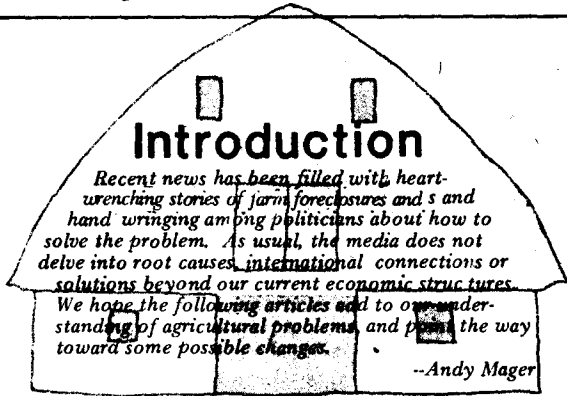 Introduction
Recent news has been filled with heart-
wrenching stories of farm foreclosures and s and
hand wringing among politicians about how to
solve the problem. As usual, the media does not
delve into root causes, international connections or
solutions beyond our current economic structures.
We hope the following articles add to our under-
standing of agricultural problems, and point the way
toward some possible changes.
--Andy Mager